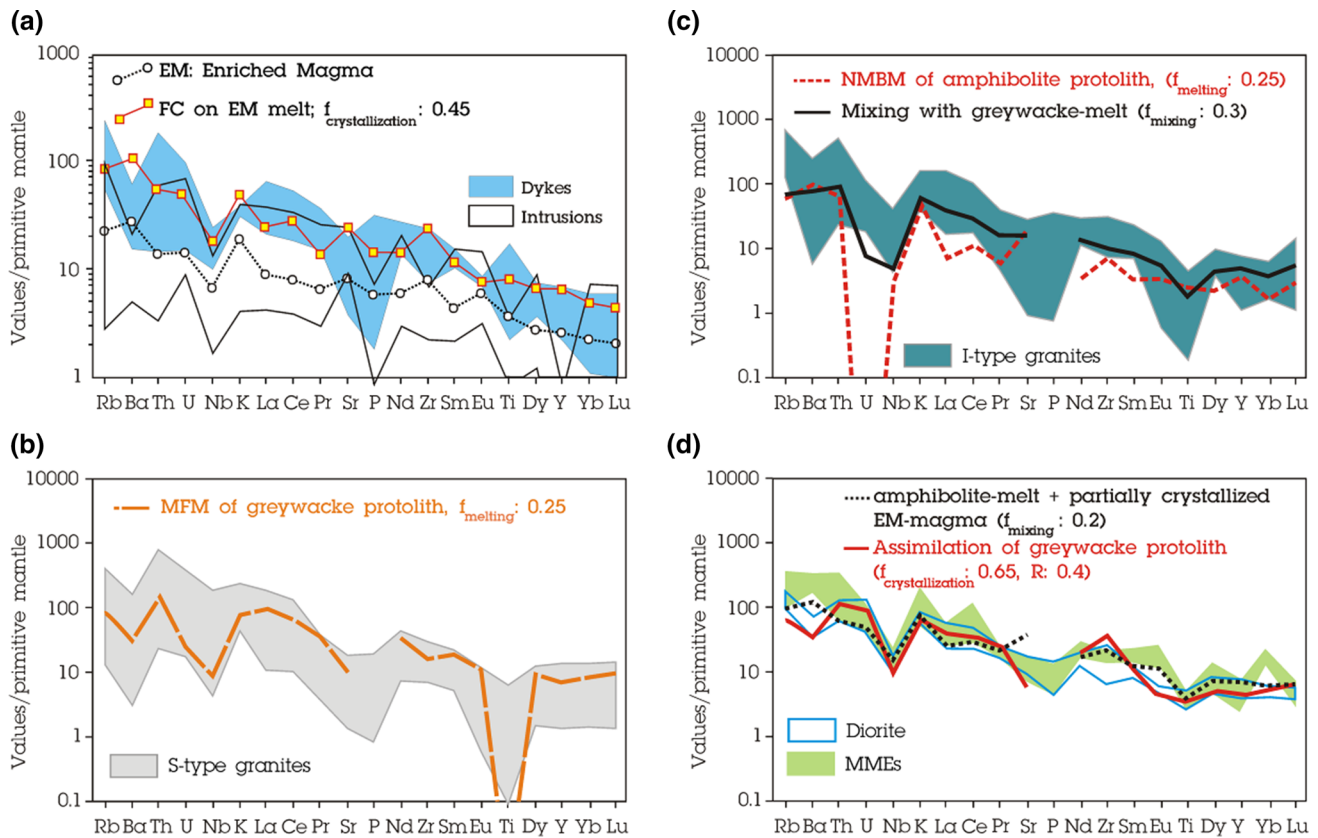 (a)
1000
100
10
1
Values/primitive mantle
EM: Enriched Magma
FC on EM melt; fcrystallization: 0.45
Dykes
Intrusions
Rb Ba Th U Nb K La Ce Pr Sr P Nd Zr Sm Eu Ti Dy Y Yb Lu
(b)
10000
1000
100
10
1
0.1
Values/primitive mantle
MFM of greywacke protolith, fmelting: 0.25
S-type granites
Rb Ba Th U Nb K La Ce Pr Sr P Nd Zr Sm Eu Ti Dy Y Yb Lu
(c)
10000
1000
100
10
1
0.1
Values/primitive mantle
NMBM of amphibolite protolith, (fmelting: 0.25)
Mixing with greywacke-melt (fmixing: 0.3)
I-type granites
Rb Ba Th U Nb K La Ce Pr Sr P Nd Zr Sm Eu Ti Dy Y Yb Lu
(d)
10000
1000
100
10
1
0.1
Values/primitive mantle
amphibolite-melt + partially crystallized
EM-magma (fmixing: 0.2)
Assimilation of greywacke protolith
(fcrystallization: 0.65, R: 0.4)
Diorite
MMEs
Rb Ba Th U Nb K La Ce Pr Sr P Nd Zr Sm Eu Ti Dy Y Yb Lu